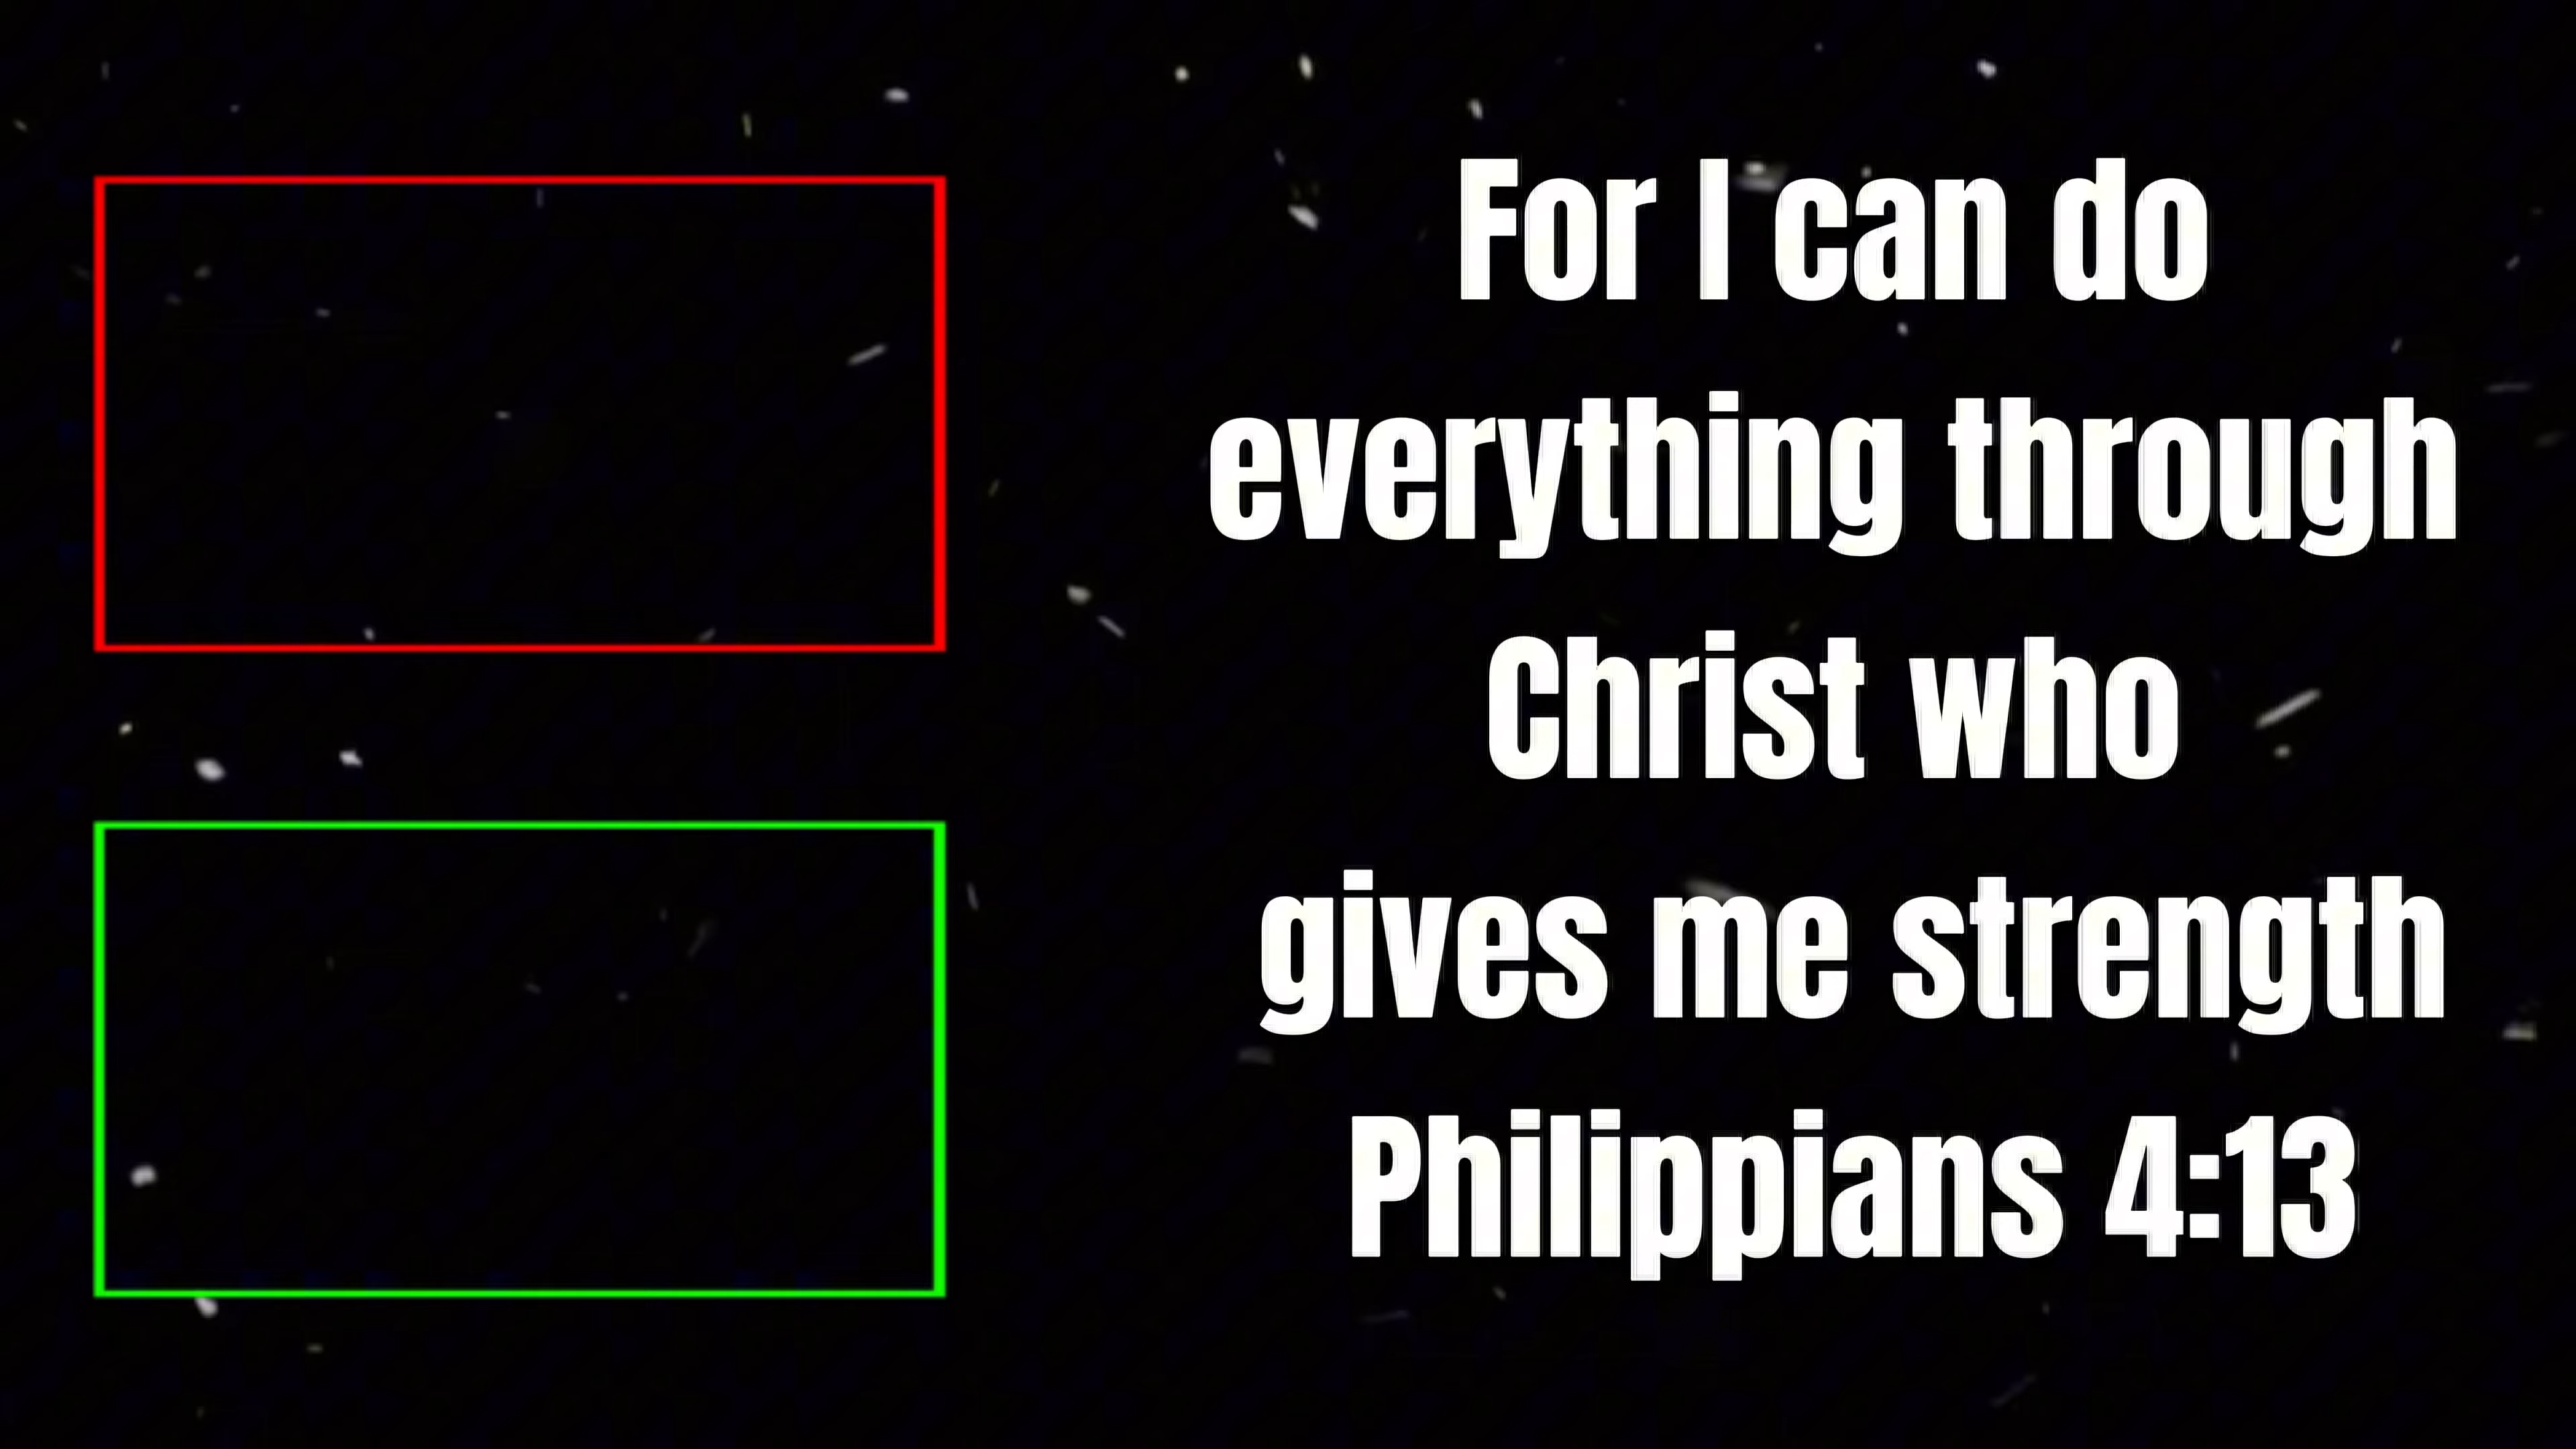 For I can do
everything through
Christ who
gives me strength
Philippians 4:13